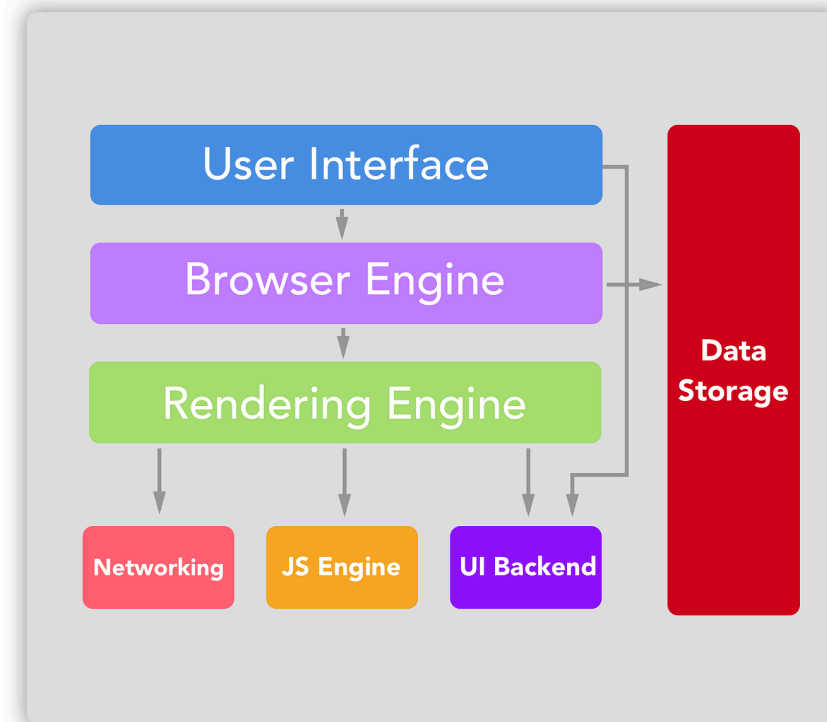 User Interface
Browser Engine
Rendering Engine
Data
Storage
Networking
JS Engine
UI Backend